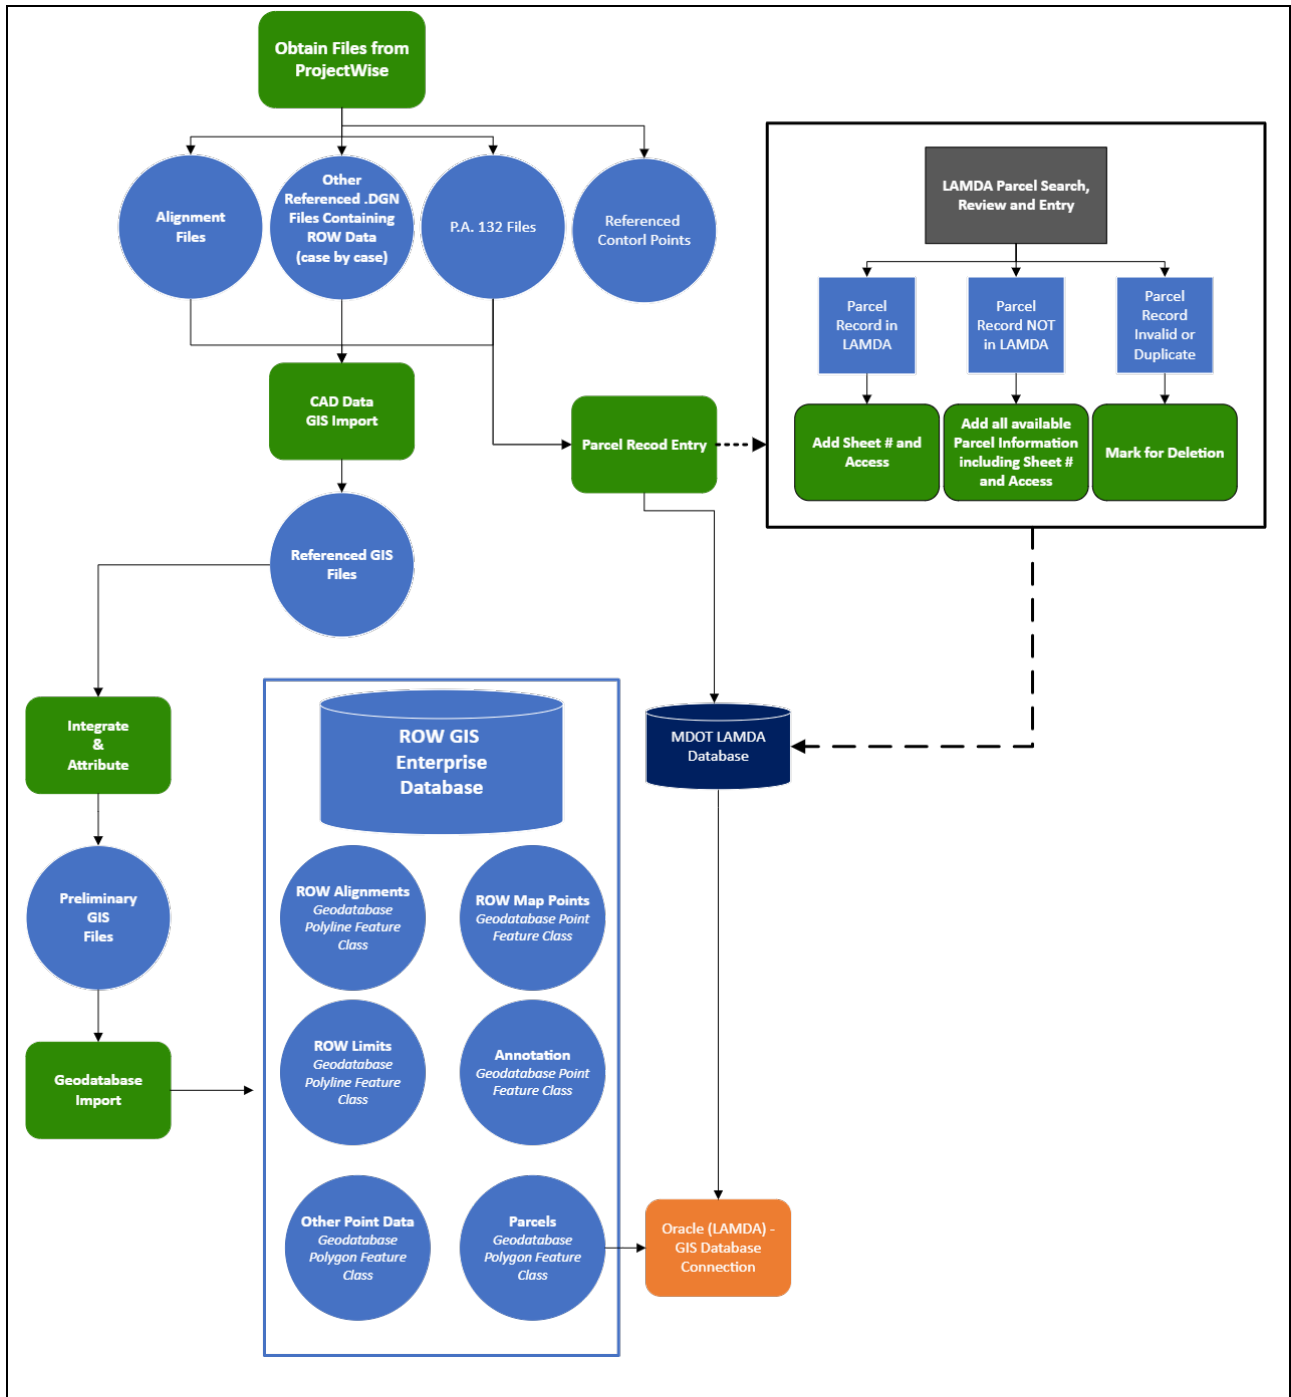 Obtain Files from
ProjectWise
Alignment
Files
Other
Referenced .DGN
Files Containing
ROW Data
(case by case)
P.A. 132 Files
Referenced
Contorl Points
LAMDA Parcel Search,
Review and Entry
Parcel
Record in
LAMDA
Parcel
Record NOT
in LAMDA
Parcel
Record
Invalid or
Duplicate
Add Sheet # and
Access
Add all available
Parcel Information
including Sheet #
and Access
Mark for Deletion
CAD Data
GIS Import
Parcel Recod Entry
Referenced GIS
Files
Integrate
&
Attribute
ROW GIS
Enterprise
Database
MDOT LAMDA
Database
Preliminary
GIS
Files
ROW Alignments
Geodatabase
Polyline Feature
Class
ROW Map Points
Geodatabase Point
Feature Class
ROW Limits
Geodatabase
Polyline Feature
Class
Annotation
Geodatabase Point
Feature Class
Geodatabase
Import
Other Point Data
Geodatabase
Polygon Feature
Class
Parcels
Geodatabase
Polygon Feature
Class
Oracle (LAMDA) -
GIS Database
Connection